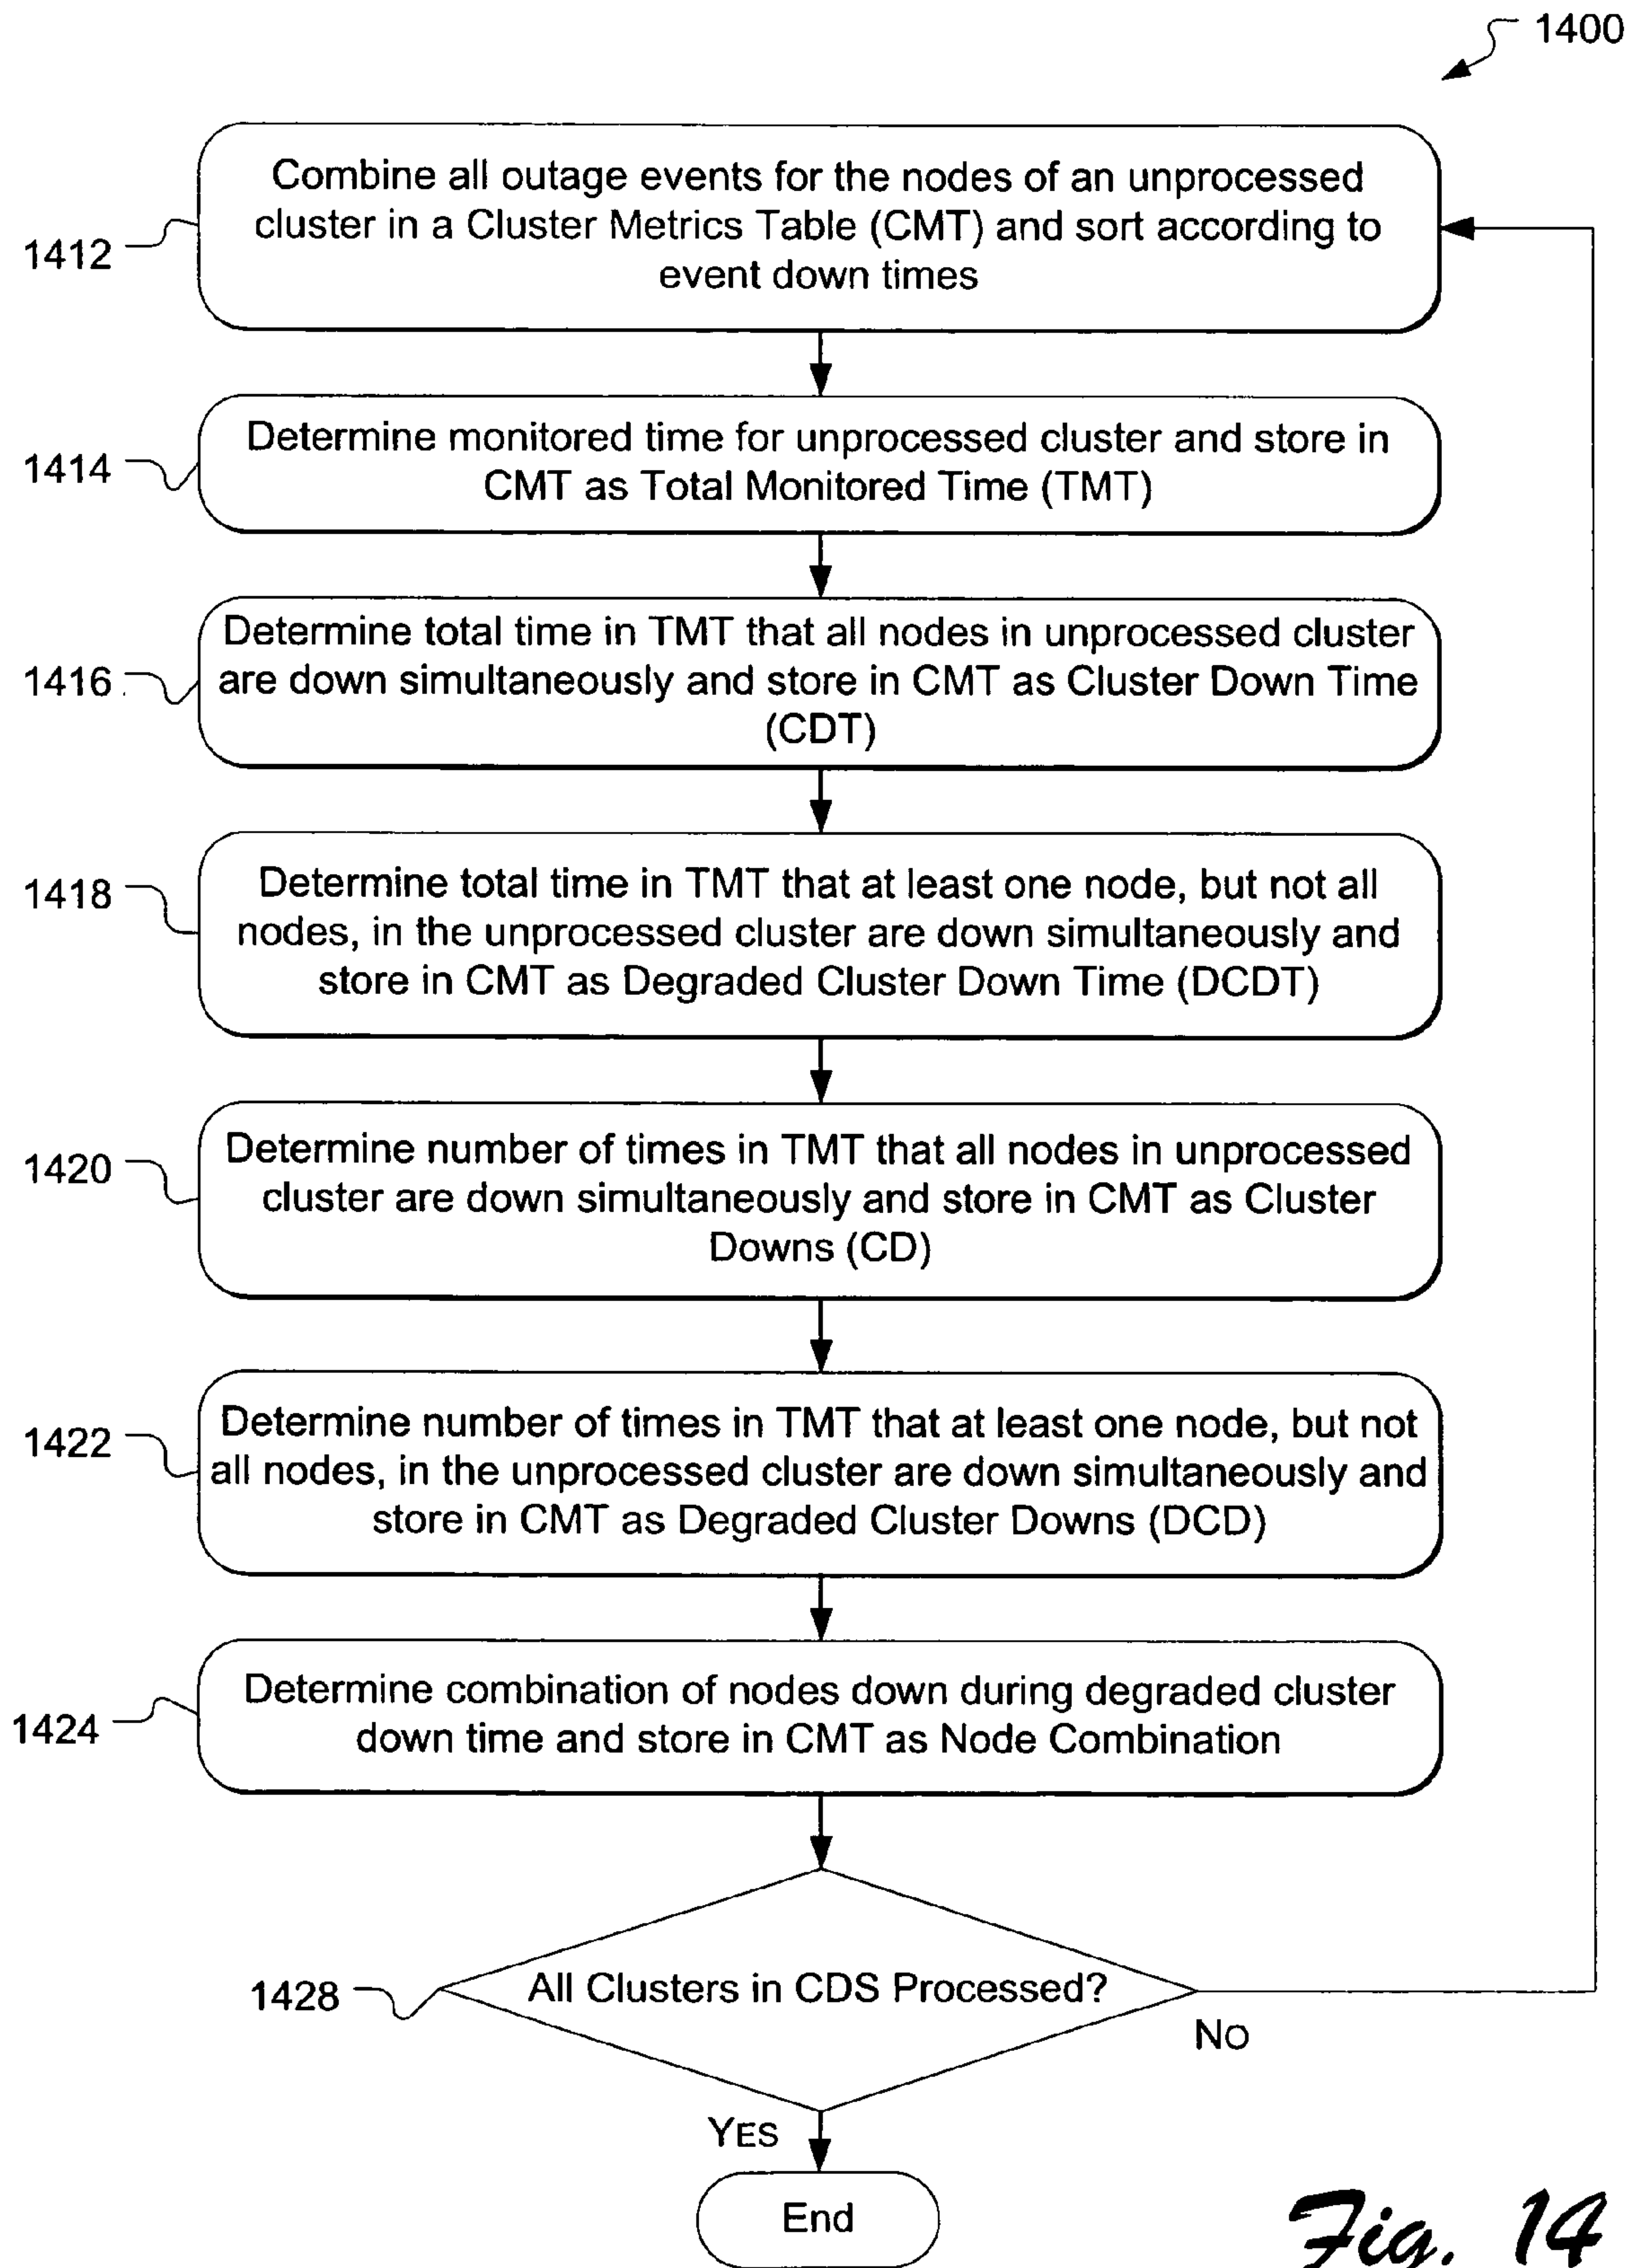 1400
Combine all outage events for the nodes of an unprocessed
cluster in a Cluster Metrics Table (CMT) and sort according to
event down times
1412
Determine monitored time for unprocessed cluster and store in
CMT as Total Monitored Time (TMT)
1414
Determine total time in TMT that all nodes in unprocessed cluster
are down simultaneously and store in CMT as Cluster Down Time
(CDT)
1416
Determine total time in TMT that at least one node, but not all
nodes, in the unprocessed cluster are down simultaneously and
store in CMT as Degraded Cluster Down Time (DCDT)
1418
Determine number of times in TMT that all nodes in unprocessed
cluster are down simultaneously and store in CMT as Cluster
Downs (CD)
1420
Determine number of times in TMT that at least one node, but not
all nodes, in the unprocessed cluster are down simultaneously and
store in CMT as Degraded Cluster Downs (DCD)
1422
Determine combination of nodes down during degraded cluster
down time and store in CMT as Node Combination
1424
All Clusters in CDS Processed?
1428
NO
YES
End
Fig. 14